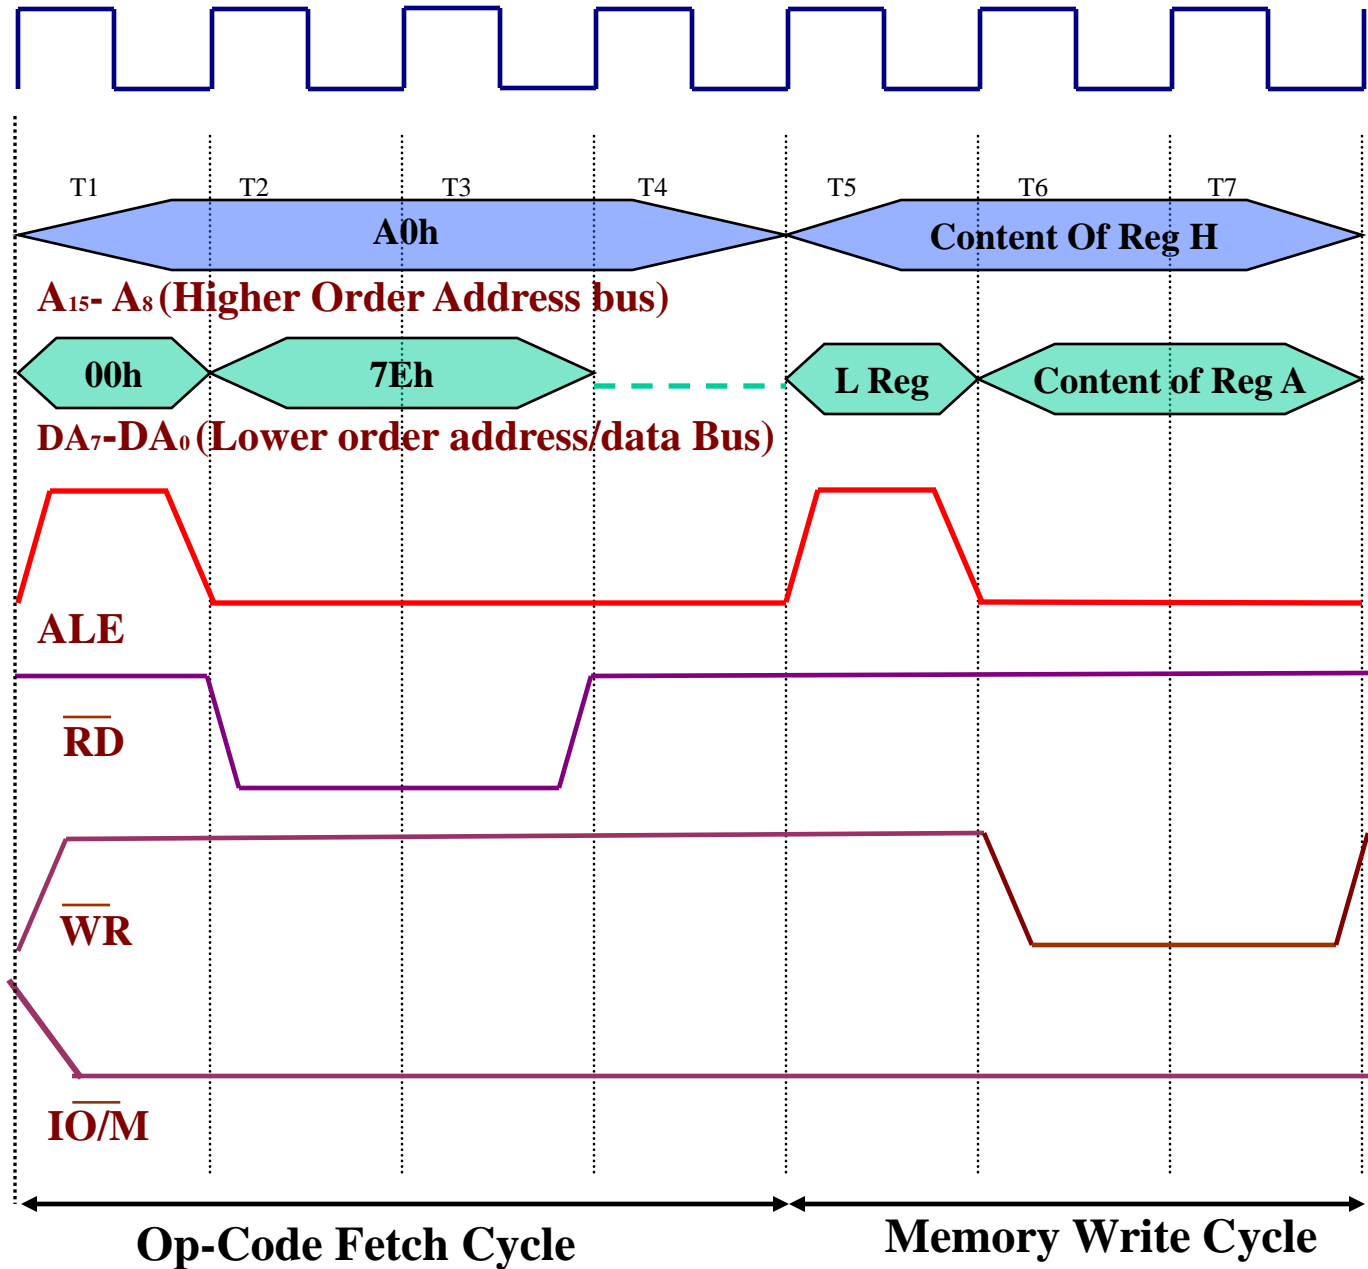 T1 T2 T3 T4 T5 T6 T7
A0h Content Of Reg H
A15- A8 (Higher Order Address bus)
00h 7Eh L Reg Content of Reg A
DA7-DA0 (Lower order address/data Bus)
ALE
RD
WR
IO/M
Op-Code Fetch Cycle Memory Write Cycle